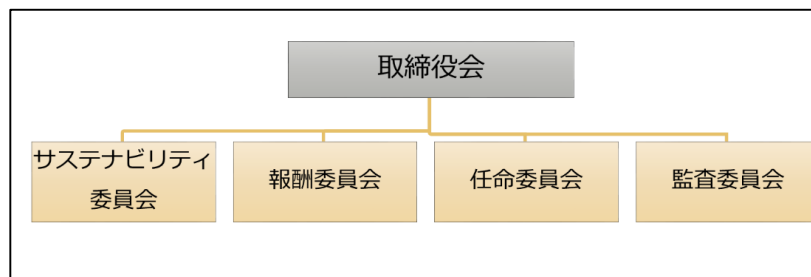 取締役会
サステナビリティ
委員会
報酬委員会
任命委員会
監査委員会